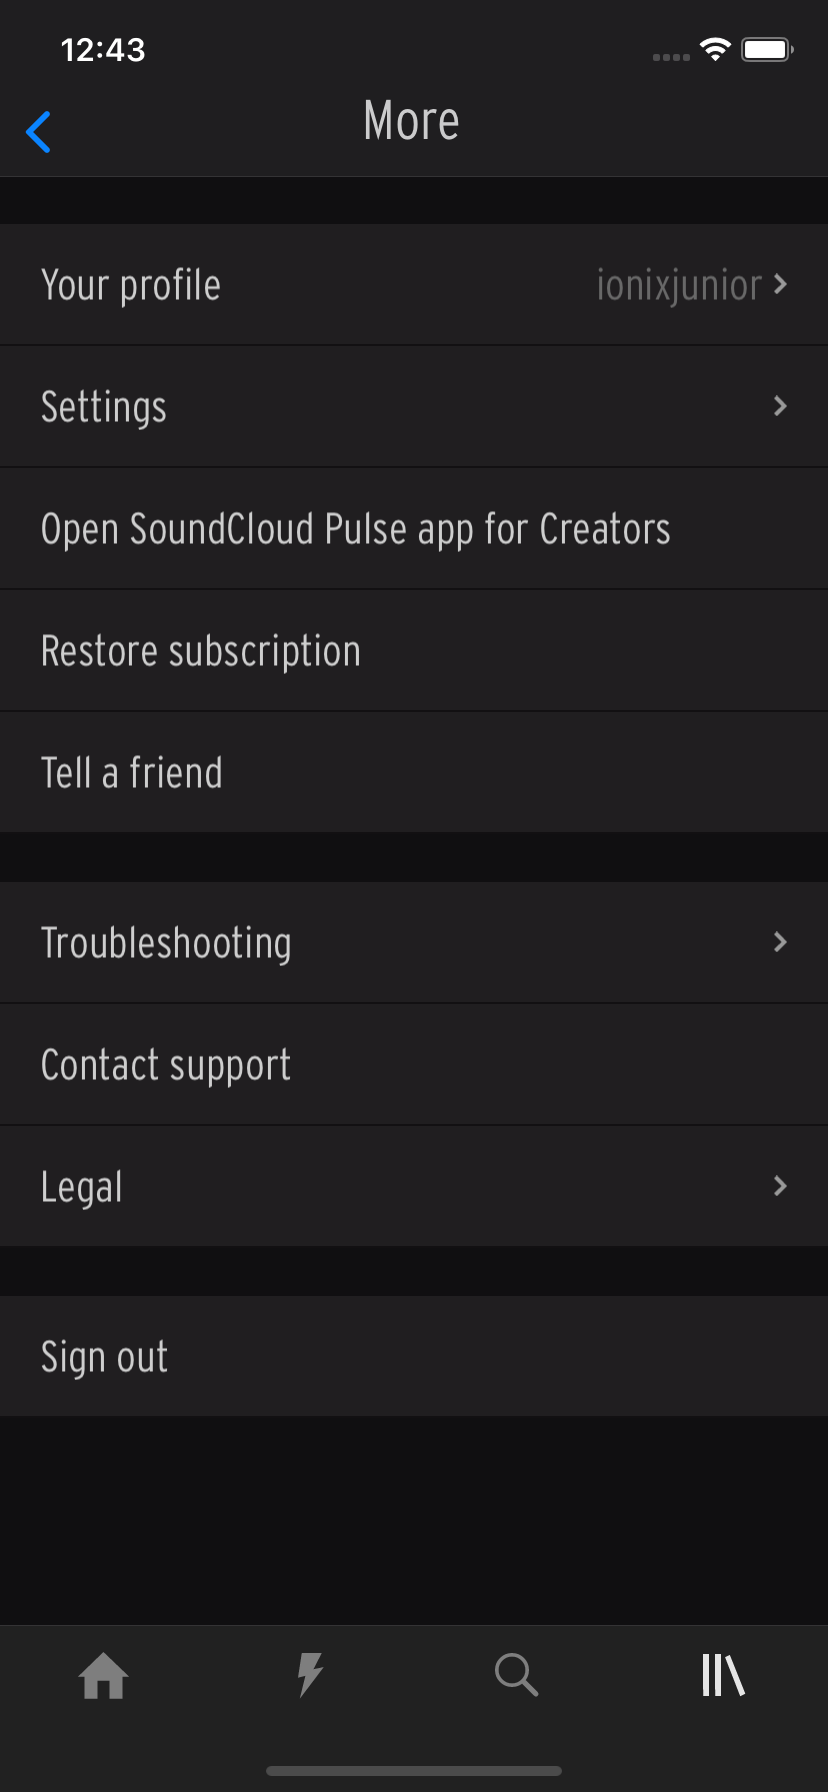 12:43
More
Your profile ionixjunior
Settings
Open SoundCloud Pulse app for Creators
Restore subscription
Tell a friend
Troubleshooting
Contact support
Legal
Sign out